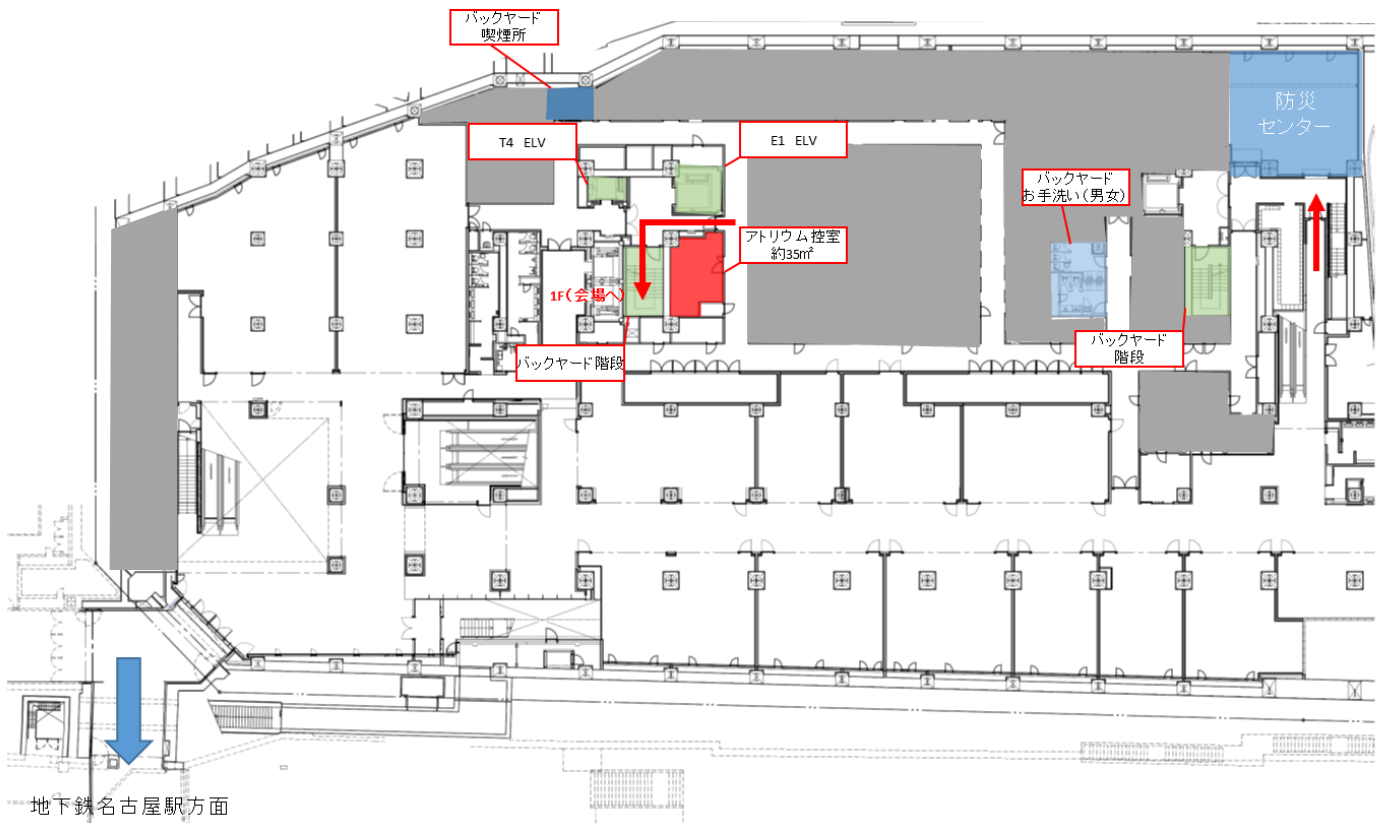 バックヤード
喫煙所
防災
センター
T4 ELV
E1 ELV
バックヤード
お手洗い(男女)
アトリウム控室
約35㎡
1F(会場へ)
バックヤード階段
バックヤード
階段
地下鉄名古屋駅方面